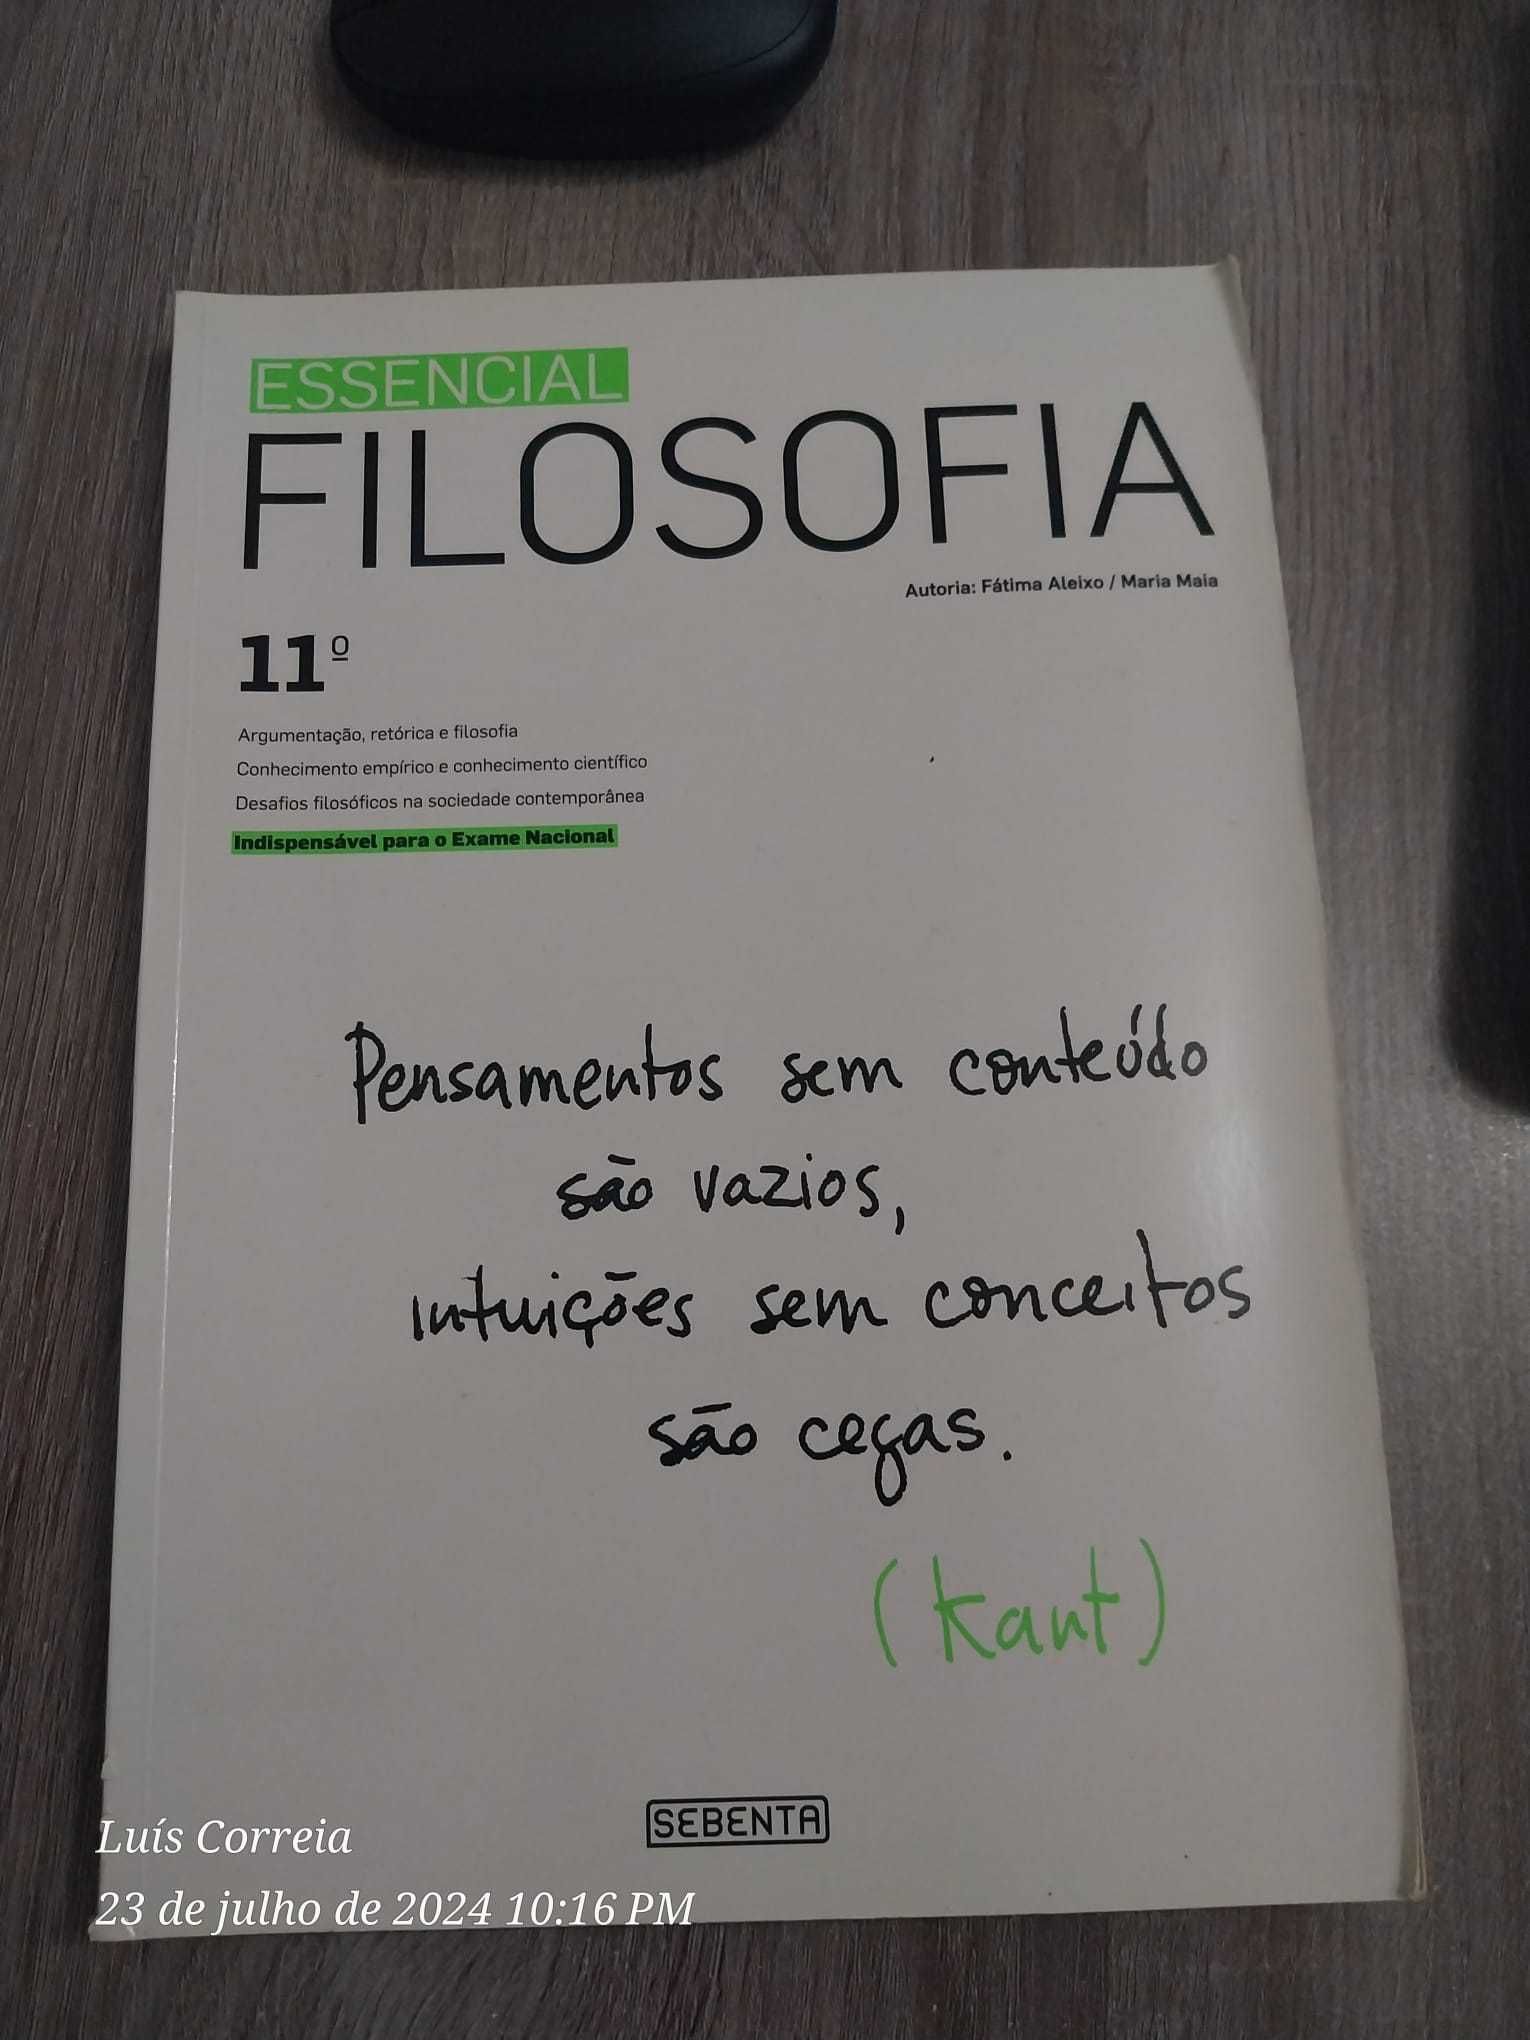 ESSENCIAL
FILOSOFIA
Autoria: Fátima Aleixo / Maria Maia
11º
Argumentação, retórica e filosofia
Conhecimento empírico e conhecimento científico
Desafios filosóficos na sociedade contemporânea
Indispensável para o Exame Nacional
Pensamentos sem conteúdo
são vazios,
intuições sem conceitos
são cegas.
(Kant)
SEBENTA
Luís Correia
23 de julho de 2024 10:16 PM